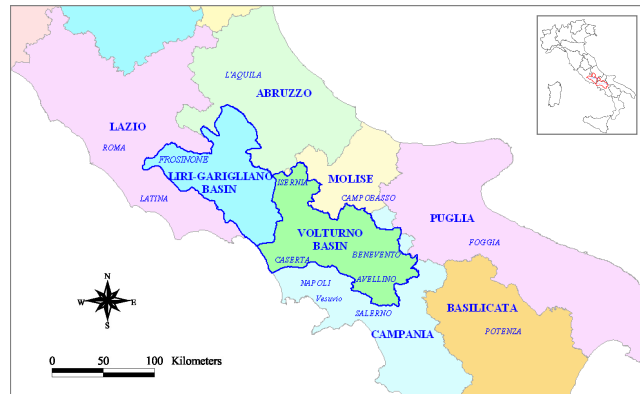 L'AQUILA
ABRUZZO
LAZIO
ROMA
FROSINONE
LIRI-GARIGLIANO
BASIN
ISERNIA
MOLISE
LATINA
CAMPOBASSO
PUGLIA
VOLTURNO
BASIN
FOGGIA
BENEVENTO
CASERTA
NAPOLI
AVELLINO
Vesuvio
SALERNO
BASILICATA
CAMPANIA
POTENZA
N
W
E
S
0 50 100 Kilometers